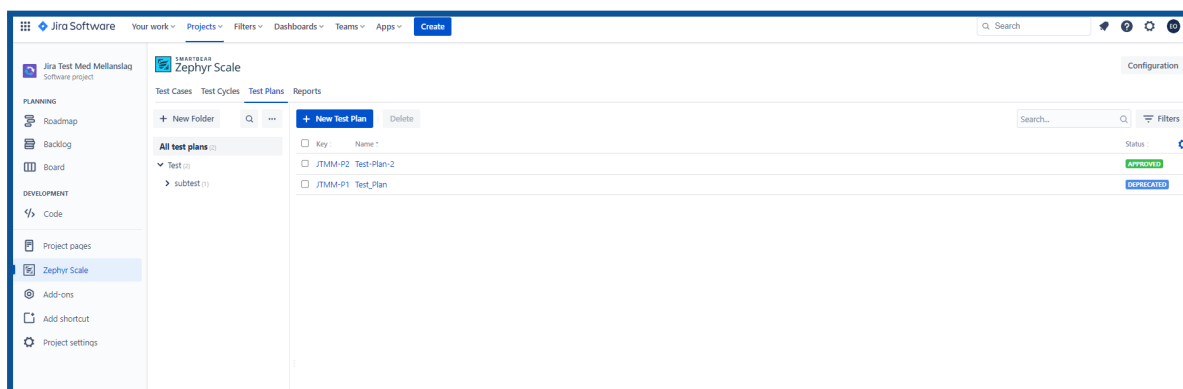 Jira Software Your work Projects Filters Dashboards Teams Apps Create Search EO
Jira Test Med Mellanslag
Software project
PLANNING
Roadmap
Backlog
Board
DEVELOPMENT
Code
Project pages
Zephyr Scale
Add-ons
Add shortcut
Project settings
SMARTBEAR
Zephyr Scale
Configuration
Test Cases Test Cycles Test Plans Reports
+ New Folder ...
All test plans (2)
Test (2)
subtest (1)
+ New Test Plan Delete Search... Filters
Key Name Status
JTMM-P2 Test-Plan-2 APPROVED
JTMM-P1 Test_Plan DEPRECATED